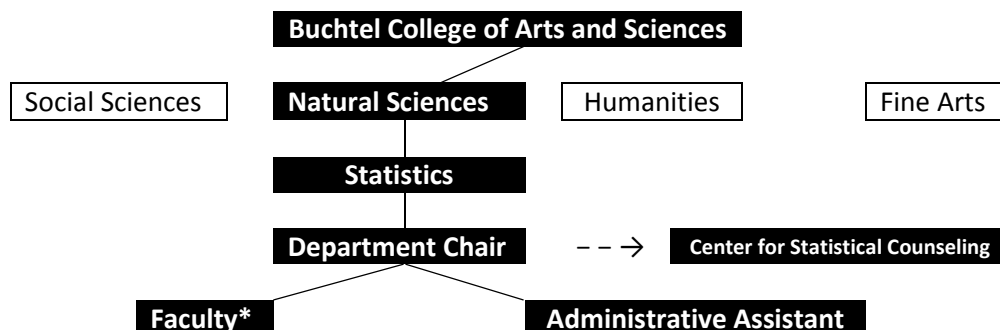 Buchtel College of Arts and Sciences
Social Sciences
Natural Sciences
Humanities
Fine Arts
Statistics
Department Chair
Center for Statistical Counseling
Faculty*
Administrative Assistant